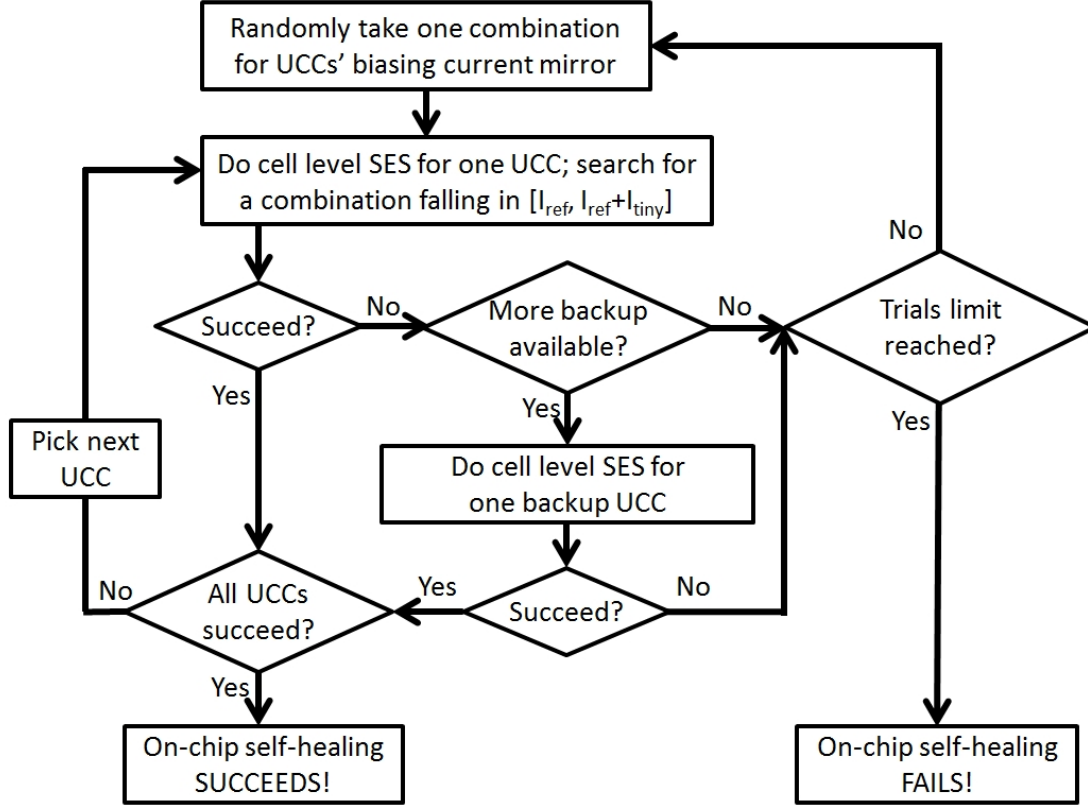 Randomly take one combination
for UCCs’ biasing current mirror
Do cell level SES for one UCC; search for
a combination falling in [Iref, Iref+Itiny]
No
Succeed?
No
More backup
available?
No
Trials limit
reached?
Yes
Yes
Yes
Pick next
UCC
Do cell level SES for
one backup UCC
No
All UCCs
succeed?
Yes
Succeed?
No
Yes
On-chip self-healing
SUCCEEDS!
On-chip self-healing
FAILS!